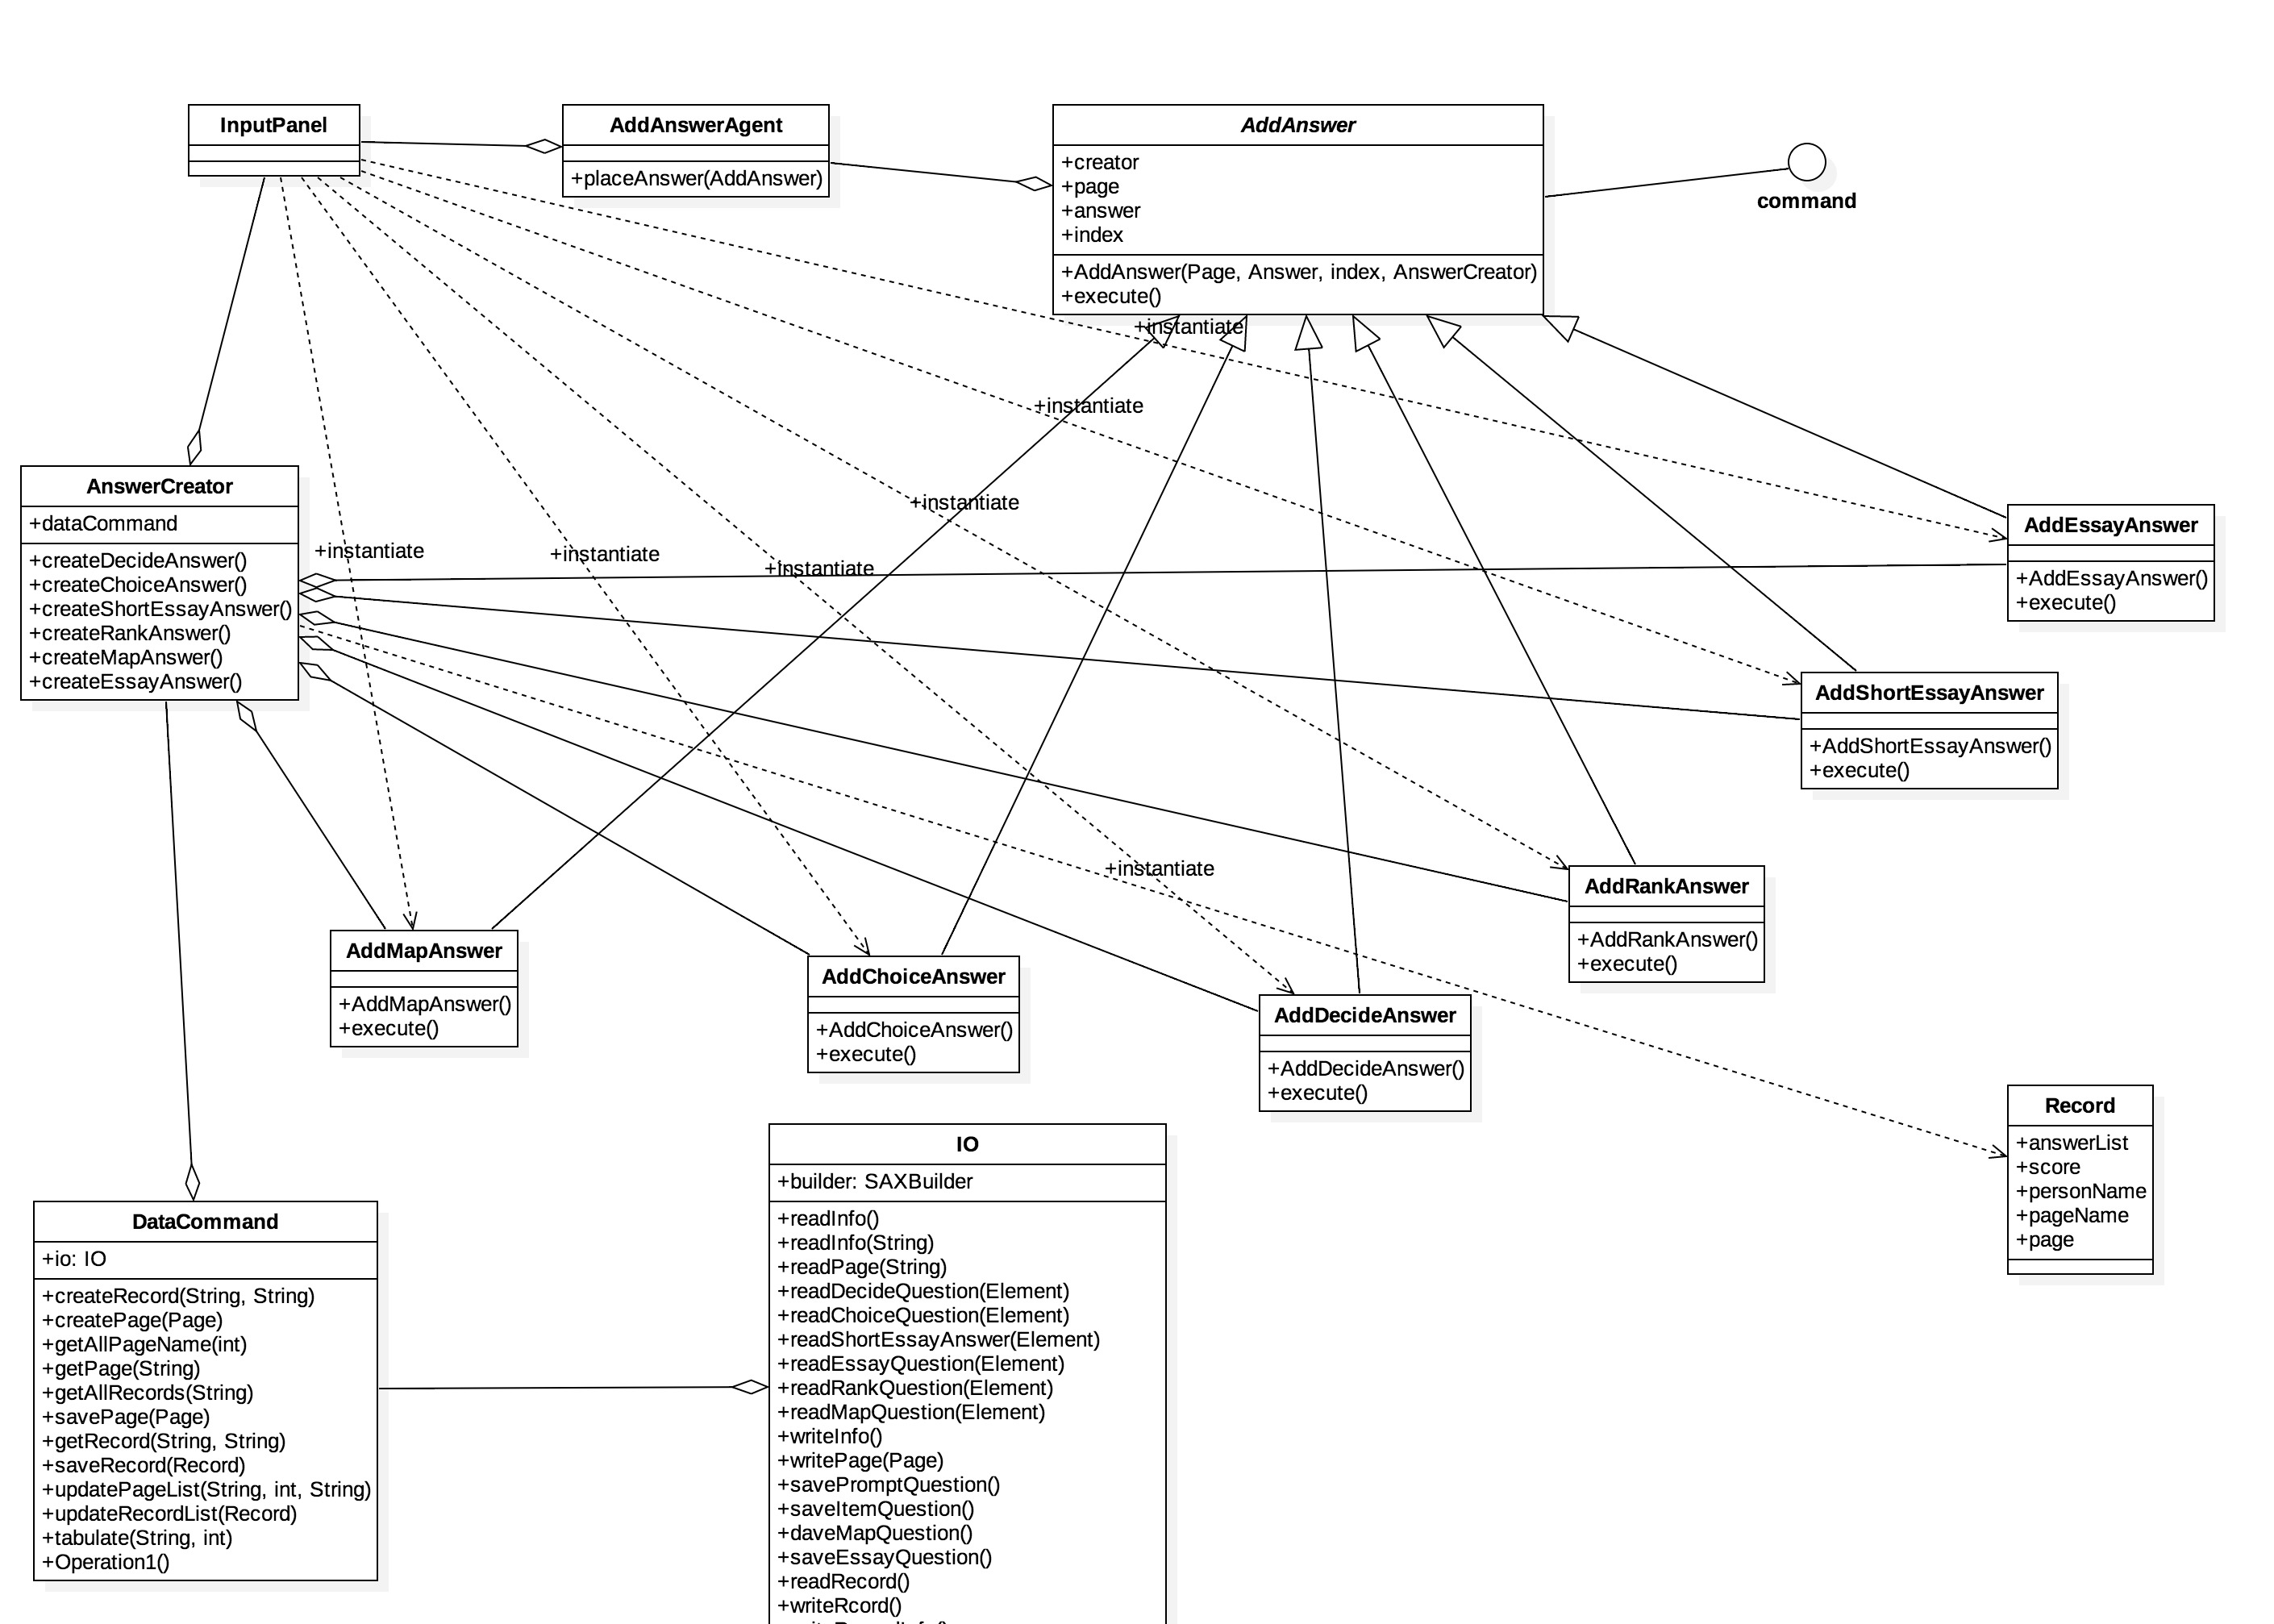 InputPanel
AddAnswerAgent
+placeAnswer(AddAnswer)
AddAnswer
+creator
+page
+answer
+index
+AddAnswer(Page, Answer, index, AnswerCreator)
+execute()
command
+instantiate
+instantiate
+instantiate
+instantiate
+instantiate
+instantiate
+instantiate
AnswerCreator
+dataCommand
+createDecideAnswer()
+createChoiceAnswer()
+createShortEssayAnswer()
+createRankAnswer()
+createMapAnswer()
+createEssayAnswer()
AddEssayAnswer
+AddEssayAnswer()
+execute()
AddShortEssayAnswer
+AddShortEssayAnswer()
+execute()
AddRankAnswer
+AddRankAnswer()
+execute()
AddMapAnswer
+AddMapAnswer()
+execute()
AddChoiceAnswer
+AddChoiceAnswer()
+execute()
AddDecideAnswer
+AddDecideAnswer()
+execute()
Record
+answerList
+score
+personName
+pageName
+page
DataCommand
+io: IO
+createRecord(String, String)
+createPage(Page)
+getAllPageName(int)
+getPage(String)
+getAllRecords(String)
+savePage(Page)
+getRecord(String, String)
+saveRecord(Record)
+updatePageList(String, int, String)
+updateRecordList(Record)
+tabulate(String, int)
+Operation1()
IO
+builder: SAXBuilder
+readInfo()
+readInfo(String)
+readPage(String)
+readDecideQuestion(Element)
+readChoiceQuestion(Element)
+readShortEssayAnswer(Element)
+readEssayQuestion(Element)
+readRankQuestion(Element)
+readMapQuestion(Element)
+writeInfo()
+writePage(Page)
+savePromptQuestion()
+saveItemQuestion()
+daveMapQuestion()
+saveEssayQuestion()
+readRecord()
+writeRcord()